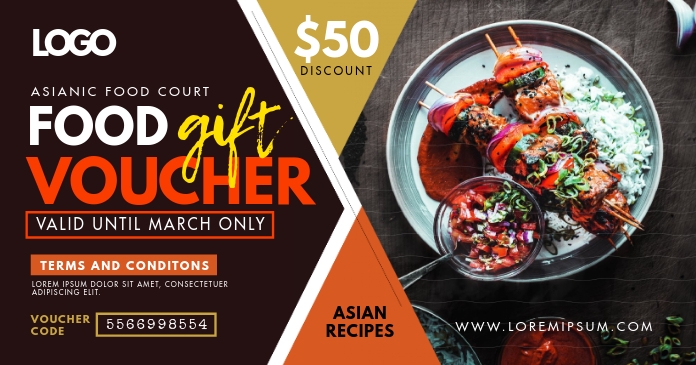 LOGO
ASIANIC FOOD COURT
FOOD gift
VOUCHER
VALID UNTIL MARCH ONLY
TERMS AND CONDITONS
LOREM IPSUM DOLOR SIT AMET, CONSECTETUER
ADIPISCING ELIT.
VOUCHER
CODE
5566998554
$50
DISCOUNT
ASIAN
RECIPES
WWW.LOREMIPSUM.COM